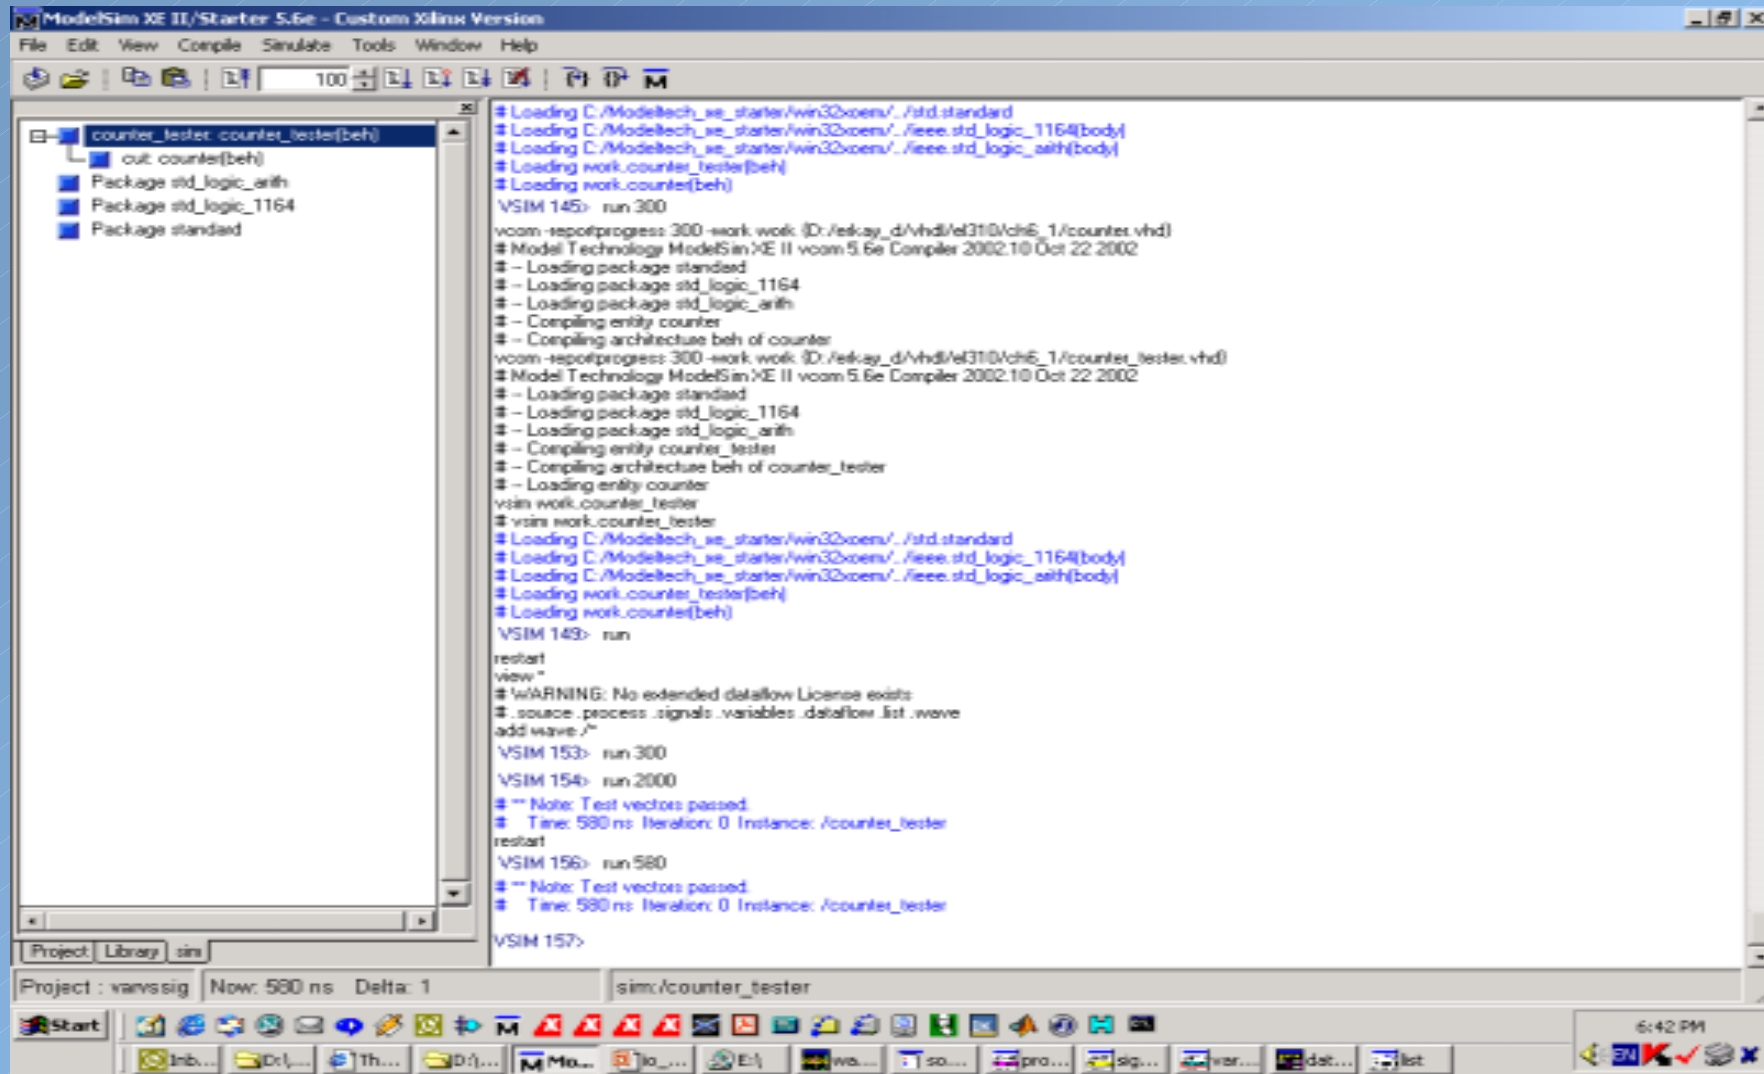 ModelSim XE II/Starter 5.6e - Custom Xilinx Version
File Edit View Compile Simulate Tools Window Help
100
counter_tester: counter_tester(beh)
cut: counter(beh)
Package std_logic_arith
Package std_logic_1164
Package standard
Project Library sim
# Loading C:/Modeltech_xe_starter/win32xoem/../std.standard
# Loading C:/Modeltech_xe_starter/win32xoem/../ieee.std_logic_1164(body)
# Loading C:/Modeltech_xe_starter/win32xoem/../ieee.std_logic_arith(body)
# Loading work.counter_tester(beh)
# Loading work.counter(beh)
VSIM 145> run 300
vcom -reportprogress 300 -work work {D:/erkay_d/vhdl/el310/ch6_1/counter.vhd}
# Model Technology ModelSim XE II vcom 5.6e Compiler 2002.10 Oct 22 2002
# -- Loading package standard
# -- Loading package std_logic_1164
# -- Loading package std_logic_arith
# -- Compiling entity counter
# -- Compiling architecture beh of counter
vcom -reportprogress 300 -work work {D:/erkay_d/vhdl/el310/ch6_1/counter_tester.vhd}
# Model Technology ModelSim XE II vcom 5.6e Compiler 2002.10 Oct 22 2002
# -- Loading package standard
# -- Loading package std_logic_1164
# -- Loading package std_logic_arith
# -- Compiling entity counter_tester
# -- Compiling architecture beh of counter_tester
# -- Loading entity counter
vsim work.counter_tester
# vsim work.counter_tester
# Loading C:/Modeltech_xe_starter/win32xoem/../std.standard
# Loading C:/Modeltech_xe_starter/win32xoem/../ieee.std_logic_1164(body)
# Loading C:/Modeltech_xe_starter/win32xoem/../ieee.std_logic_arith(body)
# Loading work.counter_tester(beh)
# Loading work.counter(beh)
VSIM 149> run
restart
view *
# WARNING: No extended dataflow License exists
# .source .process .signals .variables .dataflow .list .wave
add wave /*
VSIM 153> run 300
VSIM 154> run 2000
# ** Note: Test vectors passed.
# Time: 580 ns Iteration: 0 Instance: /counter_tester
restart
VSIM 156> run 580
# ** Note: Test vectors passed.
# Time: 580 ns Iteration: 0 Instance: /counter_tester
VSIM 157>
Project : varvssig Now: 580 ns Delta: 1 sim:/counter_tester
Start
6:42 PM
Inb... D:\... Th... D:\... Mo... io_... E:\ wa... so... pro... sig... var... dat... list
EN